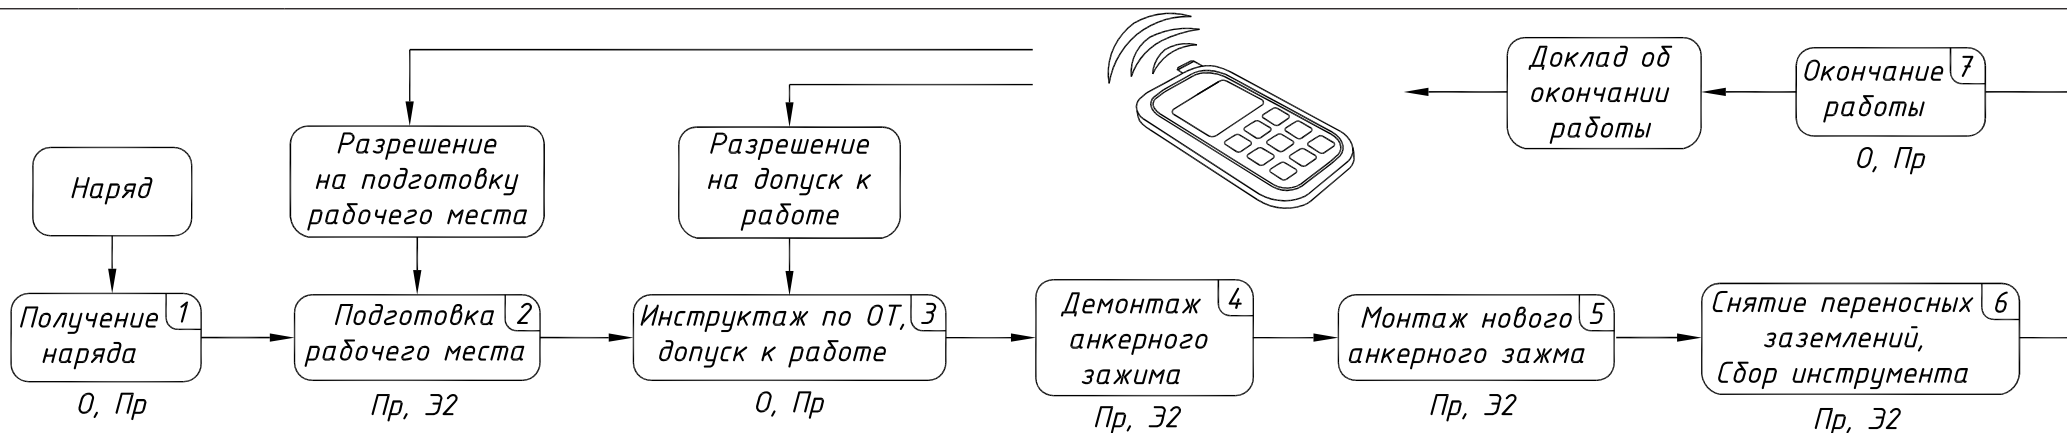 Наряд
Разрешение
на подготовку
рабочего места
Разрешение
на допуск к
работе
Доклад об
окончании
работы
Окончание 7
работы
О, Пр
Получение 1
наряда
О, Пр
Подготовка 2
рабочего места
Пр, Э2
Инструктаж по ОТ, 3
допуск к работе
О, Пр
Демонтаж 4
анкерного
зажима
Пр, Э2
Монтаж нового 5
анкерного зажма
Пр, Э2
Снятие переносных 6
заземлений,
Сбор инструмента
Пр, Э2